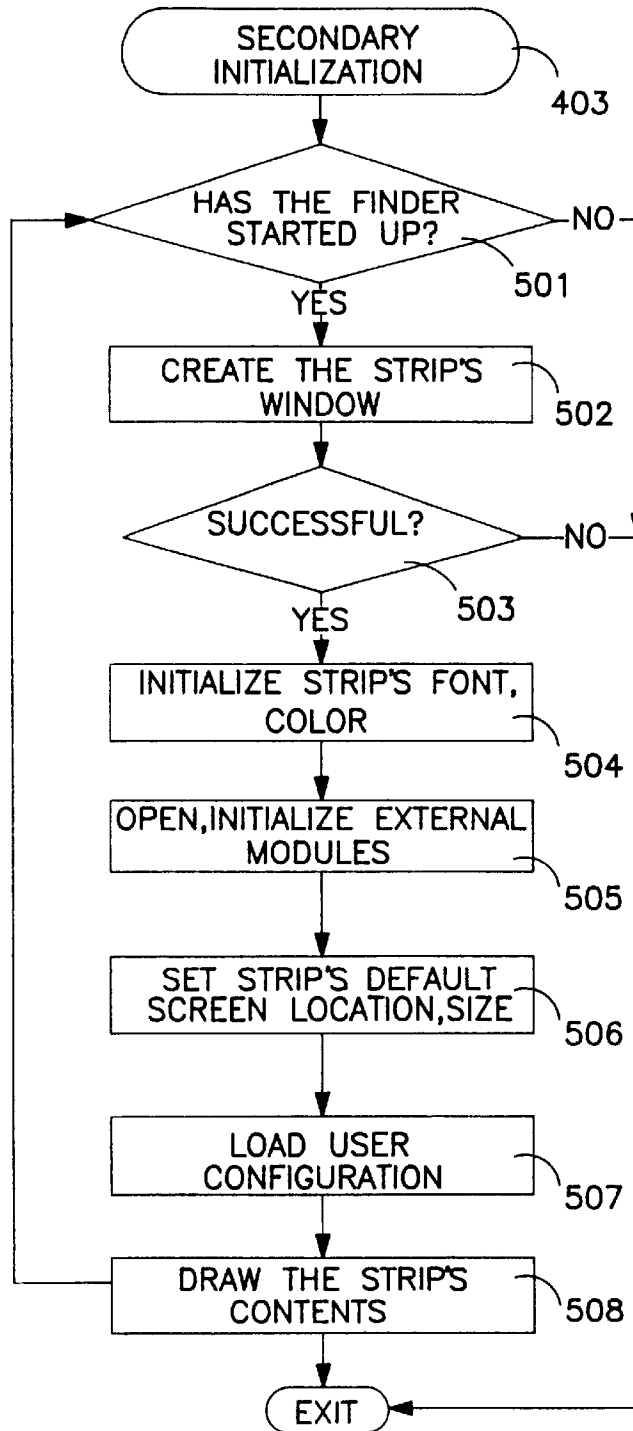 SECONDARY
INITIALIZATION
403
HAS THE FINDER
STARTED UP?
NO
501
YES
CREATE THE STRIP'S
WINDOW
502
SUCCESSFUL?
NO
503
YES
INITIALIZE STRIP'S FONT,
COLOR
504
OPEN,INITIALIZE EXTERNAL
MODULES
505
SET STRIP'S DEFAULT
SCREEN LOCATION,SIZE
506
LOAD USER
CONFIGURATION
507
DRAW THE STRIP'S
CONTENTS
508
EXIT